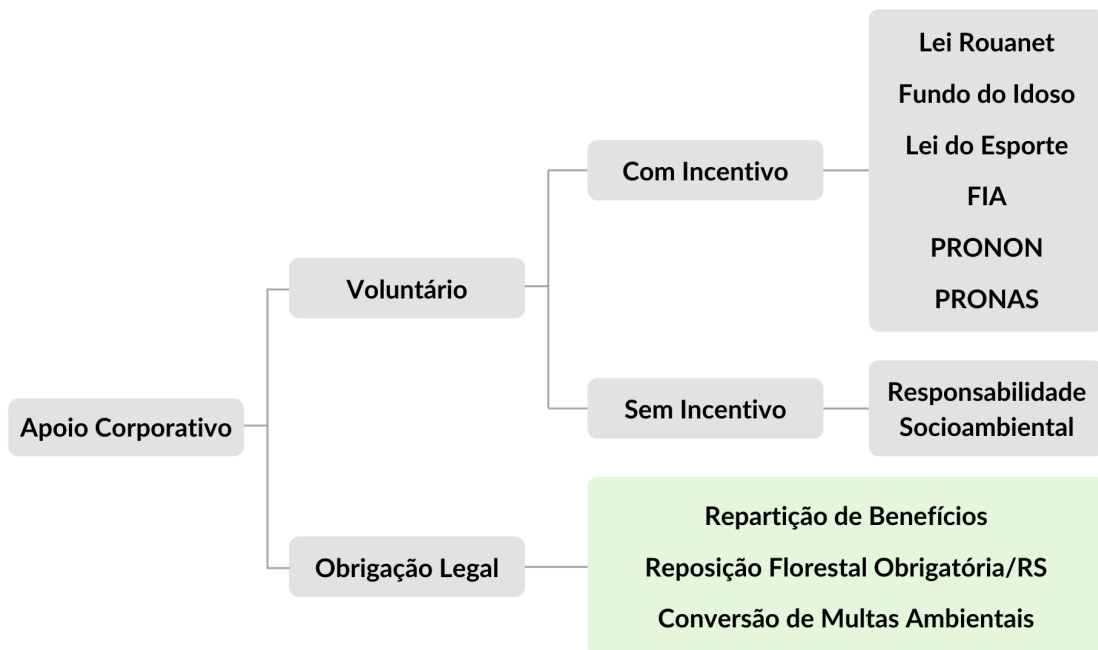 Apoio Corporativo
Voluntário
Com Incentivo
Lei Rouanet
Fundo do Idoso
Lei do Esporte
FIA
PRONON
PRONAS
Sem Incentivo
Responsabilidade
Socioambiental
Obrigação Legal
Repartição de Benefícios
Reposição Florestal Obrigatória/RS
Conversão de Multas Ambientais